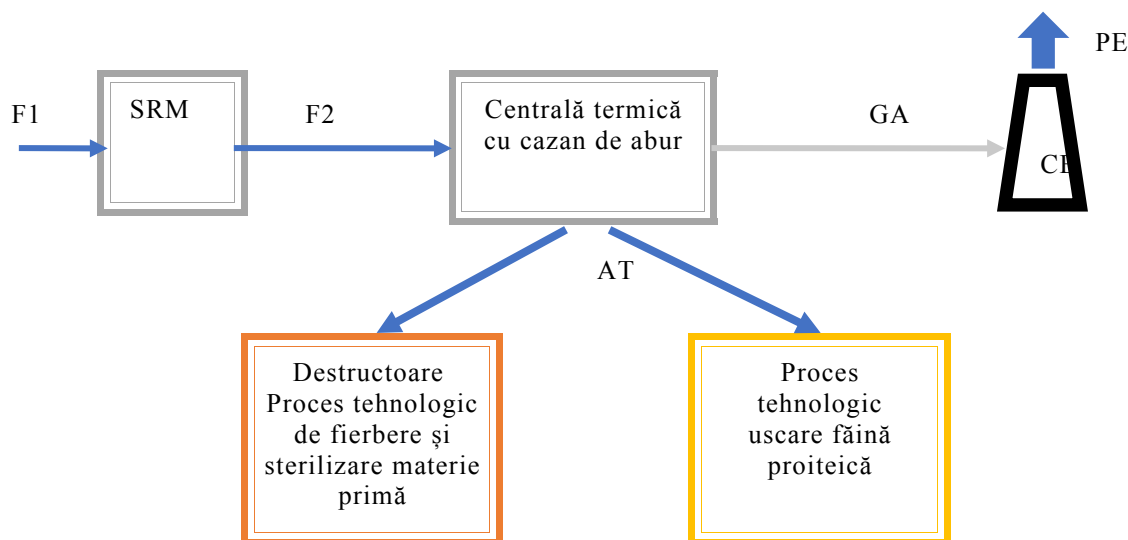 PE
SRM
F1
F2
Centrală termică
cu cazan de abur
GA
AT
Destructoare
Proces tehnologic
de fierbere și
sterilizare materie
primă
Proces
tehnologic
uscare făină
proiteică